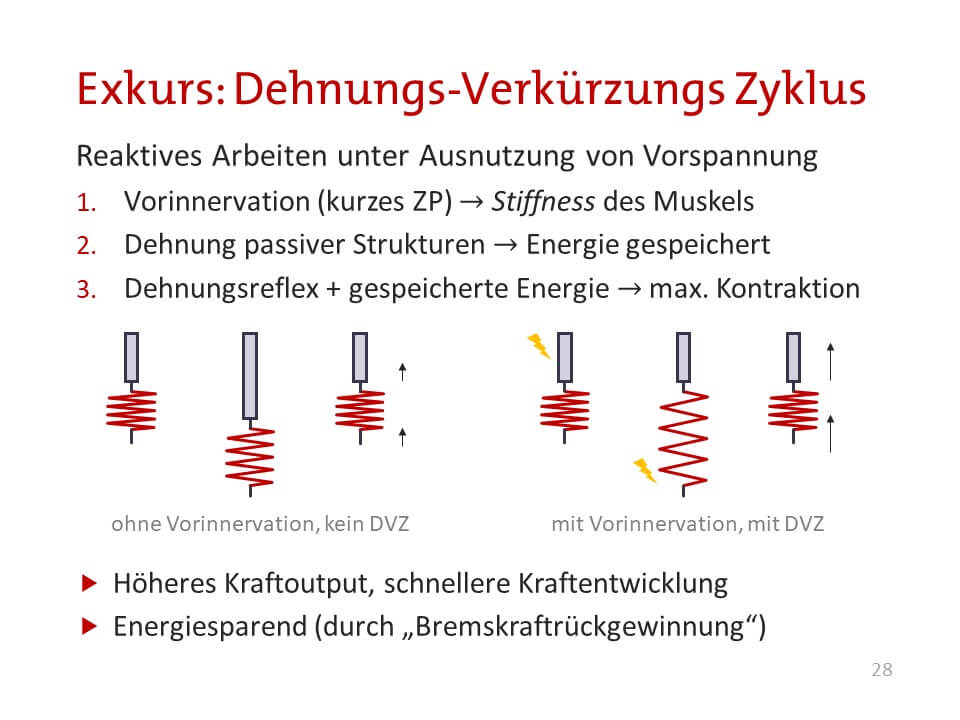 Exkurs: Dehnungs-Verkürzungs Zyklus
Reaktives Arbeiten unter Ausnutzung von Vorspannung
1. Vorinnervation (kurzes ZP) → Stiffness des Muskels
2. Dehnung passiver Strukturen → Energie gespeichert
3. Dehnungsreflex + gespeicherte Energie → max. Kontraktion
ohne Vorinnervation, kein DVZ
mit Vorinnervation, mit DVZ
Höheres Kraftoutput, schnellere Kraftentwicklung
Energiesparend (durch „Bremskraftrückgewinnung“)
28